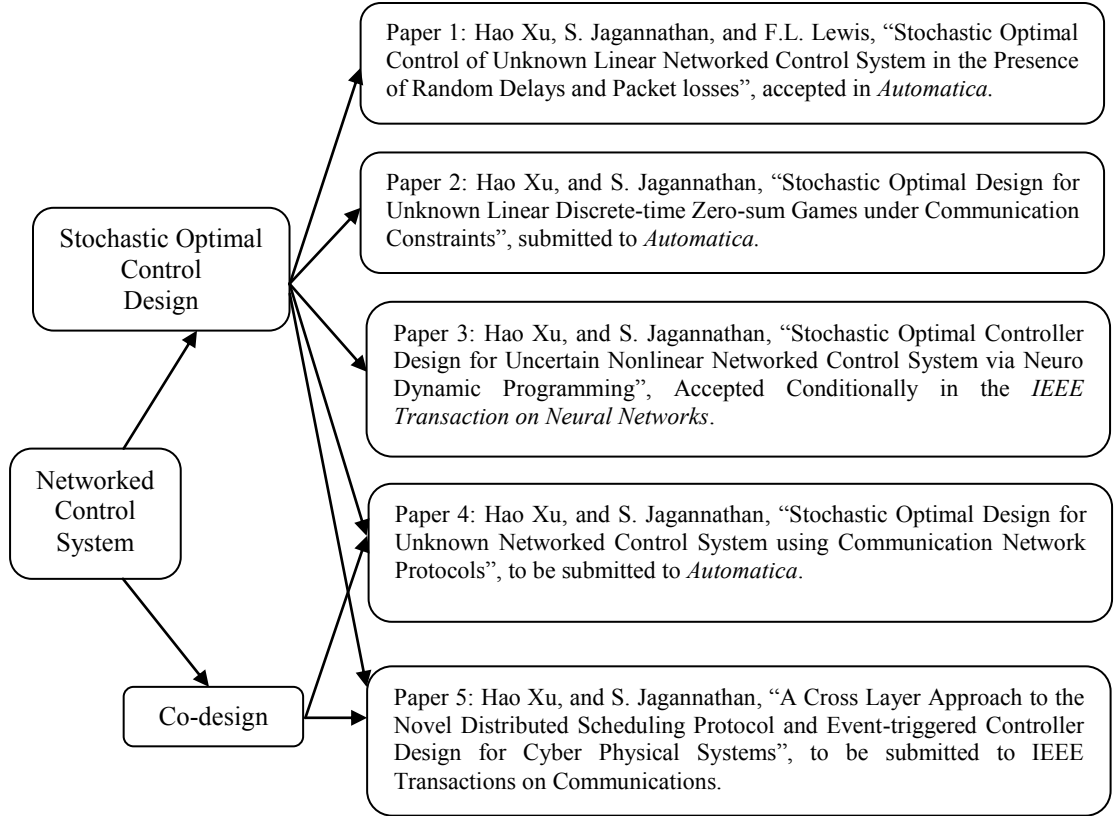 Paper 1: Hao Xu, S. Jagannathan, and F.L. Lewis, “Stochastic Optimal
Control of Unknown Linear Networked Control System in the Presence
of Random Delays and Packet losses”, accepted in Automatica.
Paper 2: Hao Xu, and S. Jagannathan, “Stochastic Optimal Design for
Unknown Linear Discrete-time Zero-sum Games under Communication
Constraints”, submitted to Automatica.
Stochastic Optimal
Control
Design
Paper 3: Hao Xu, and S. Jagannathan, “Stochastic Optimal Controller
Design for Uncertain Nonlinear Networked Control System via Neuro
Dynamic Programming”, Accepted Conditionally in the IEEE
Transaction on Neural Networks.
Networked
Control
System
Paper 4: Hao Xu, and S. Jagannathan, “Stochastic Optimal Design for
Unknown Networked Control System using Communication Network
Protocols”, to be submitted to Automatica.
Co-design
Paper 5: Hao Xu, and S. Jagannathan, “A Cross Layer Approach to the
Novel Distributed Scheduling Protocol and Event-triggered Controller
Design for Cyber Physical Systems”, to be submitted to IEEE
Transactions on Communications.